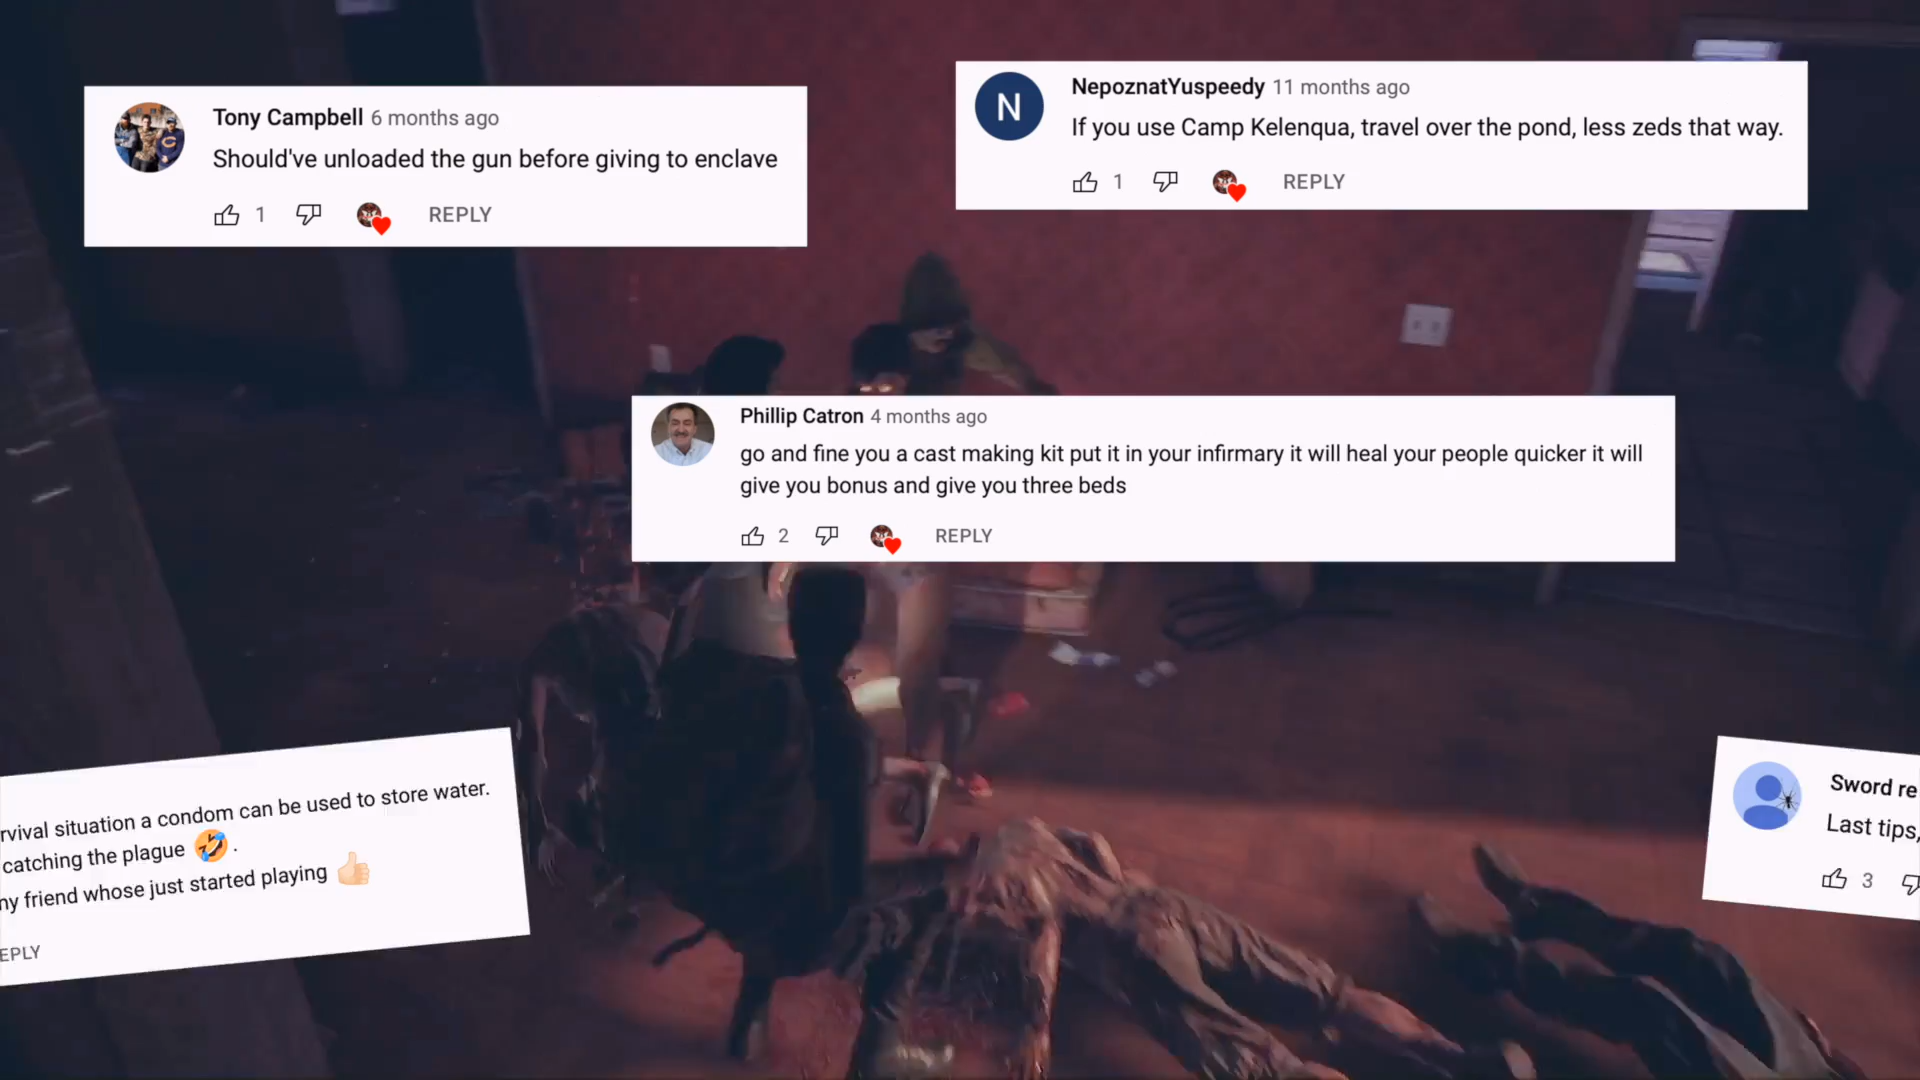 Tony Campbell 6 months ago
Should've unloaded the gun before giving to enclave
1 REPLY
N NepoznatYuspeedy 11 months ago
If you use Camp Kelenqua, travel over the pond, less zeds that way.
1 REPLY
Phillip Catron 4 months ago
go and fine you a cast making kit put it in your infirmary it will heal your people quicker it will
give you bonus and give you three beds
2 REPLY
rvival situation a condom can be used to store water.
catching the plague 🤣.
ny friend whose just started playing 👍🏻
EPLY
Sword re
Last tips,
3